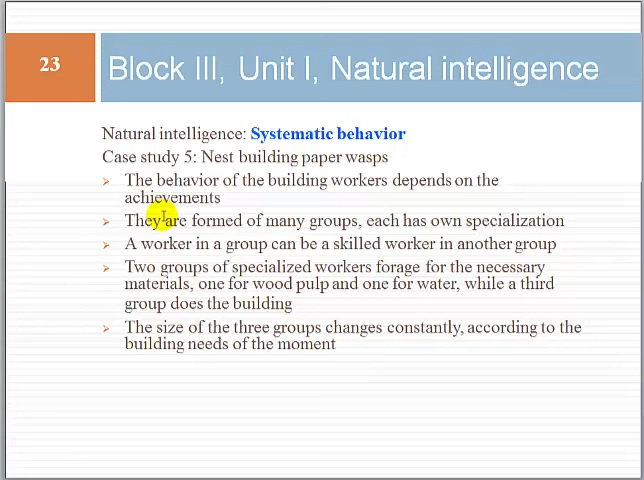 23
Block III, Unit I, Natural intelligence
Natural intelligence: Systematic behavior
Case study 5: Nest building paper wasps
The behavior of the building workers depends on the
achievements
They are formed of many groups, each has own specialization
A worker in a group can be a skilled worker in another group
Two groups of specialized workers forage for the necessary
materials, one for wood pulp and one for water, while a third
group does the building
The size of the three groups changes constantly, according to the
building needs of the moment